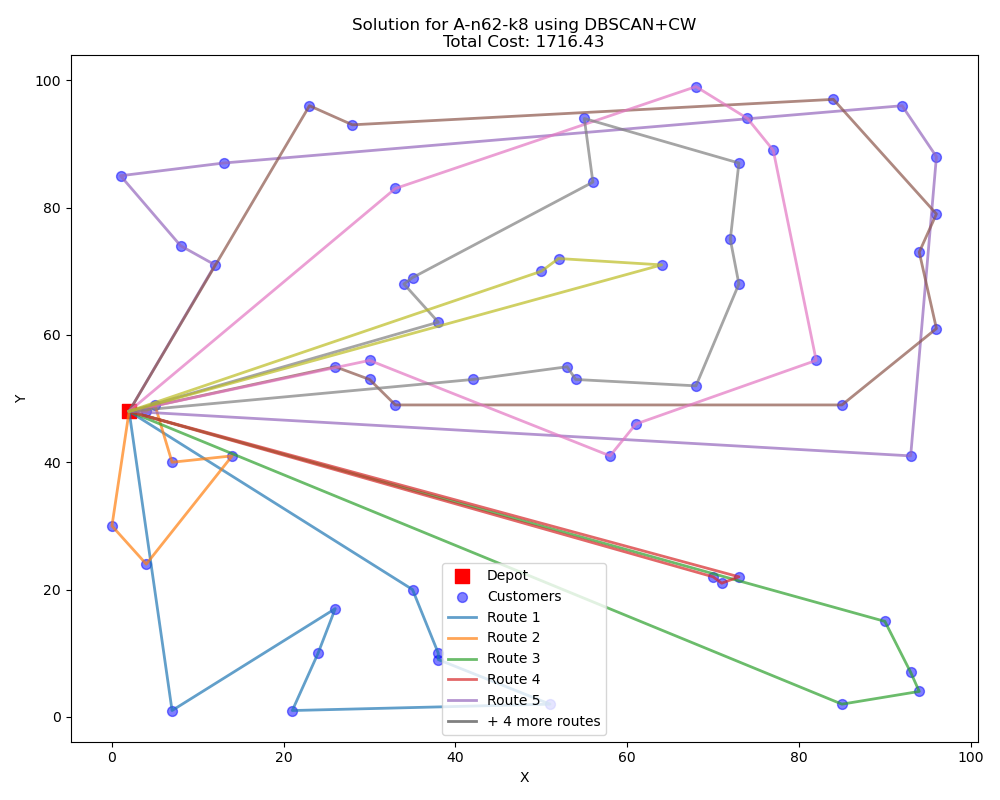 Solution for A-n62-k8 using DBSCAN+CW
Total Cost: 1716.43
Y
100
80
60
40
20
0
Depot
Customers
Route 1
Route 2
Route 3
Route 4
Route 5
+ 4 more routes
0 20 40 60 80 100
X